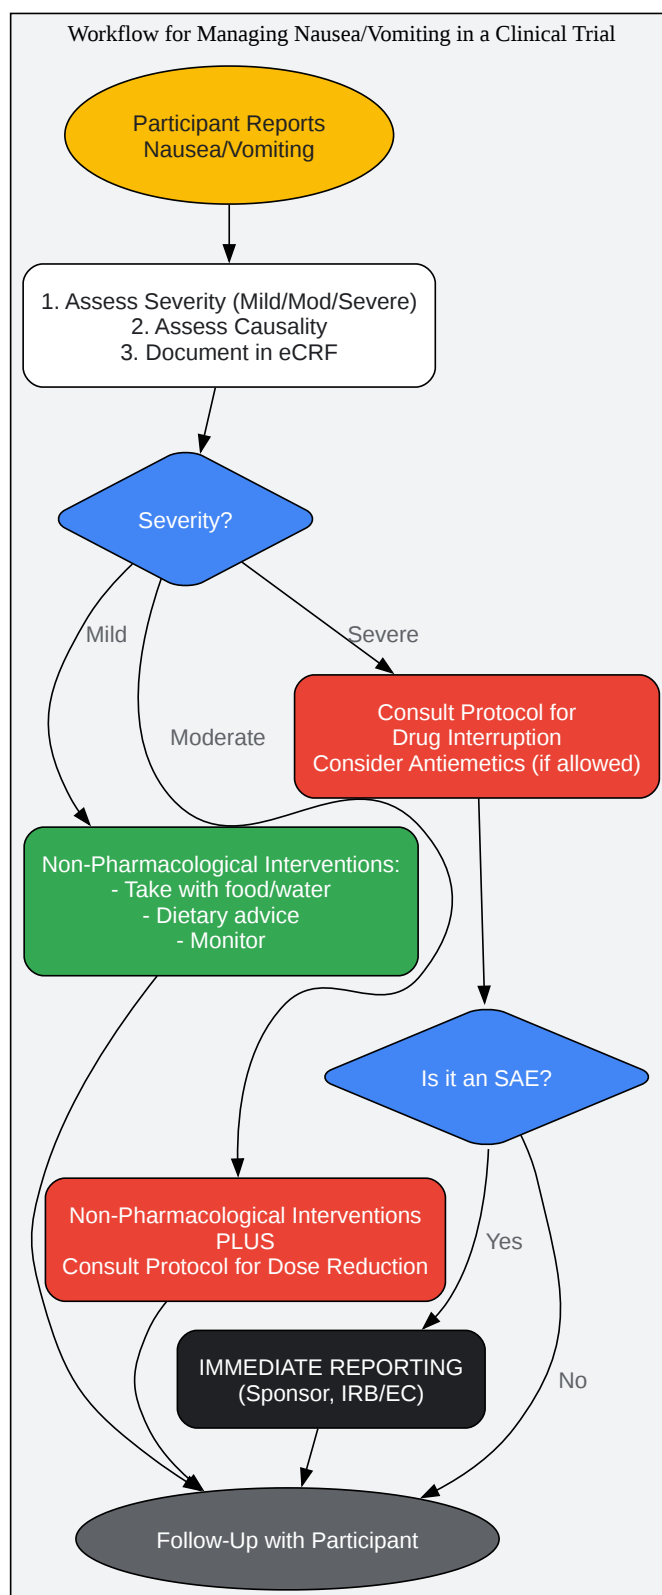 Workflow for Managing Nausea/Vomiting in a Clinical Trial
Participant Reports
Nausea/Vomiting
1. Assess Severity (Mild/Mod/Severe)
2. Assess Causality
3. Document in eCRF
Severity?
Mild
Severe
Moderate
Consult Protocol for
Drug Interruption
Consider Antiemetics (if allowed)
Non-Pharmacological Interventions:
- Take with food/water
- Dietary advice
- Monitor
Is it an SAE?
Non-Pharmacological Interventions
PLUS
Consult Protocol for Dose Reduction
Yes
IMMEDIATE REPORTING
(Sponsor, IRB/EC)
No
Follow-Up with Participant